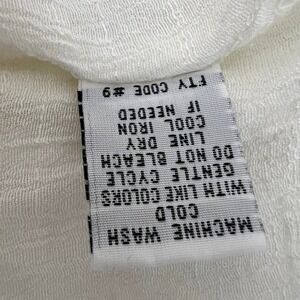 MACHINE WASH
COLD
WITH LIKE COLORS
GENTLE CYCLE
DO NOT BLEACH
LINE DRY
COOL IRON
IF NEEDED
FTY CODE #9